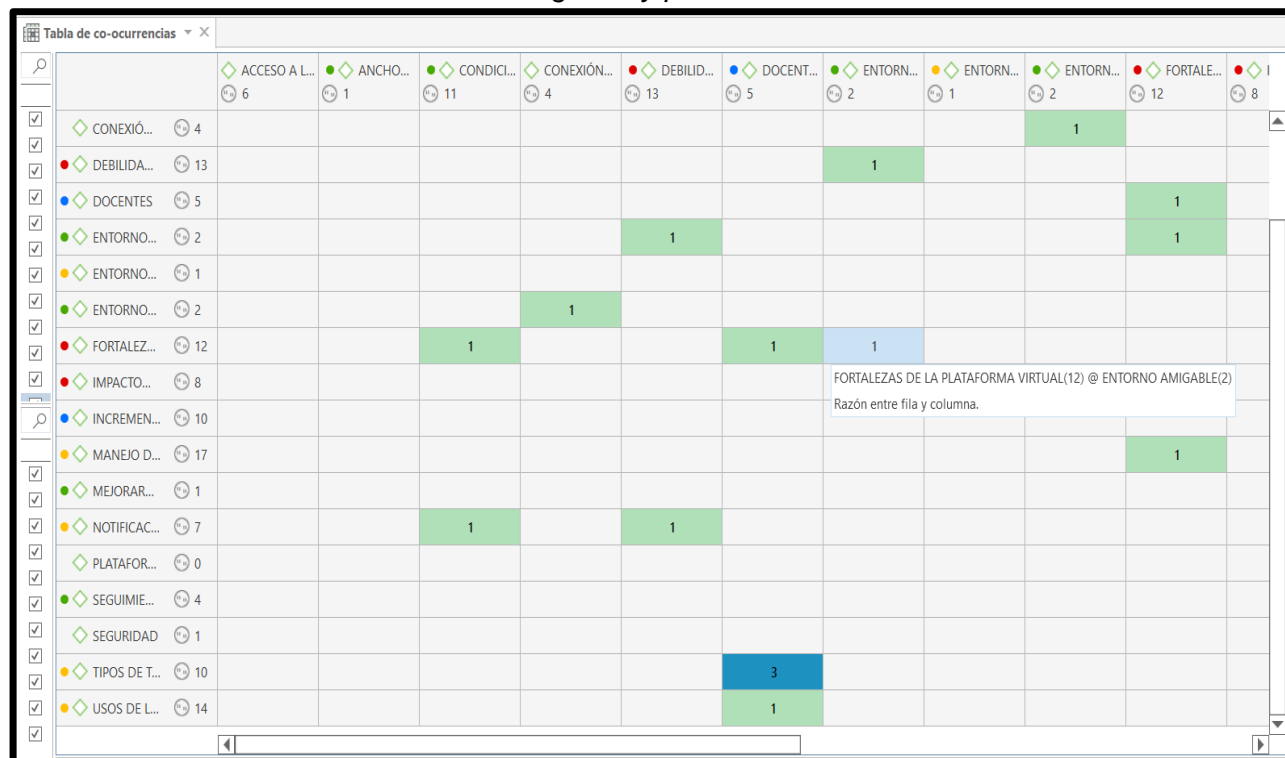 Tabla de co-ocurrencias
ACCESO A L... ANCHO... CONDICI... CONEXIÓN... DEBILID... DOCENT... ENTORN... ENTORN... ENTORN... FORTALE... I
6 1 11 4 13 5 2 1 2 12 8
CONEXIÓ... 4 1
DEBILIDA... 13 1
DOCENTES 5 1
ENTORNO... 2 1 1
ENTORNO... 1
ENTORNO... 2 1
FORTALEZ... 12 1 1 1
IMPACTO... 8
FORTALEZAS DE LA PLATAFORMA VIRTUAL(12) @ ENTORNO AMIGABLE(2)
Razón entre fila y columna.
INCREMEN... 10
MANEJO D... 17 1
MEJORAR... 1
NOTIFICAC... 7 1 1
PLATAFOR... 0
SEGUIMIE... 4
SEGURIDAD 1
TIPOS DE T... 10 3
USOS DE L... 14 1